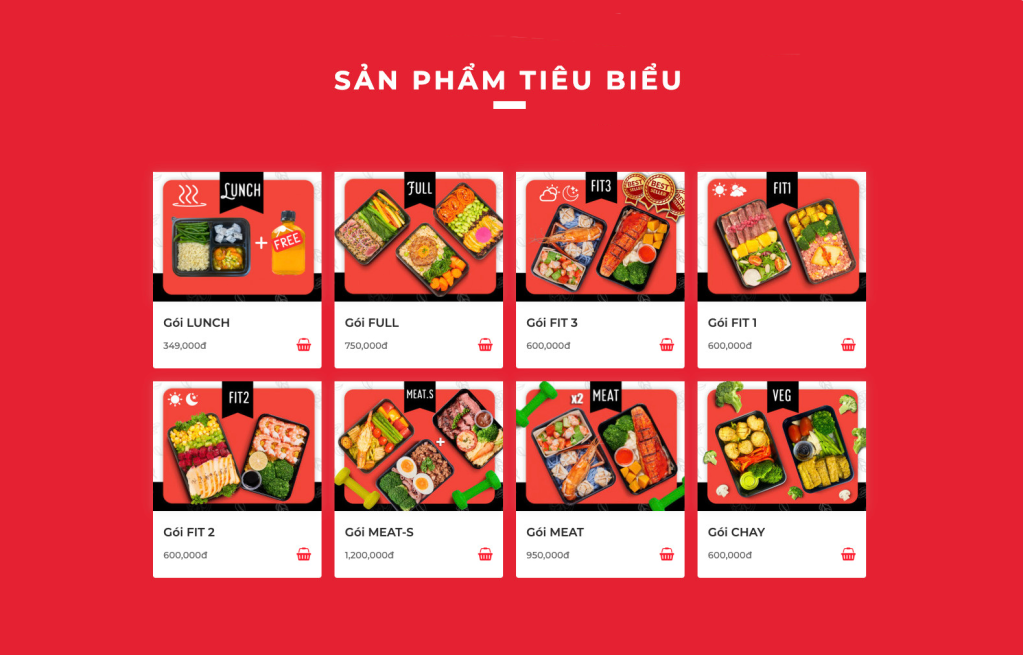 SẢN PHẨM TIÊU BIỂU
LUNCH
+ FREE
FULL
FIT3
BEST SELLER
BEST SELLER
FIT1
Gói LUNCH
349,000đ
Gói FULL
750,000đ
Gói FIT 3
600,000đ
Gói FIT 1
600,000đ
FIT2
MEAT.S
+
x2 MEAT
VEG
Gói FIT 2
600,000đ
Gói MEAT-S
1,200,000đ
Gói MEAT
950,000đ
Gói CHAY
600,000đ